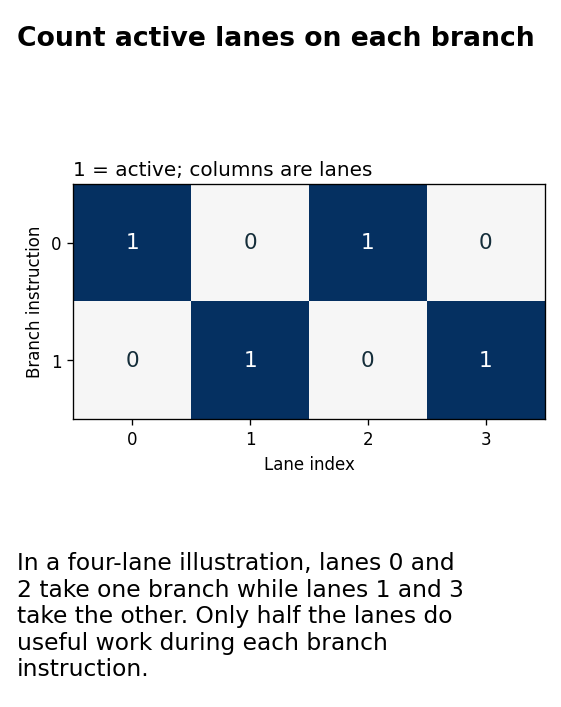 Count active lanes on each branch
1 = active; columns are lanes
Branch instruction
0
1 0 1 0
1
0 1 0 1
0 1 2 3
Lane index
In a four-lane illustration, lanes 0 and
2 take one branch while lanes 1 and 3
take the other. Only half the lanes do
useful work during each branch
instruction.